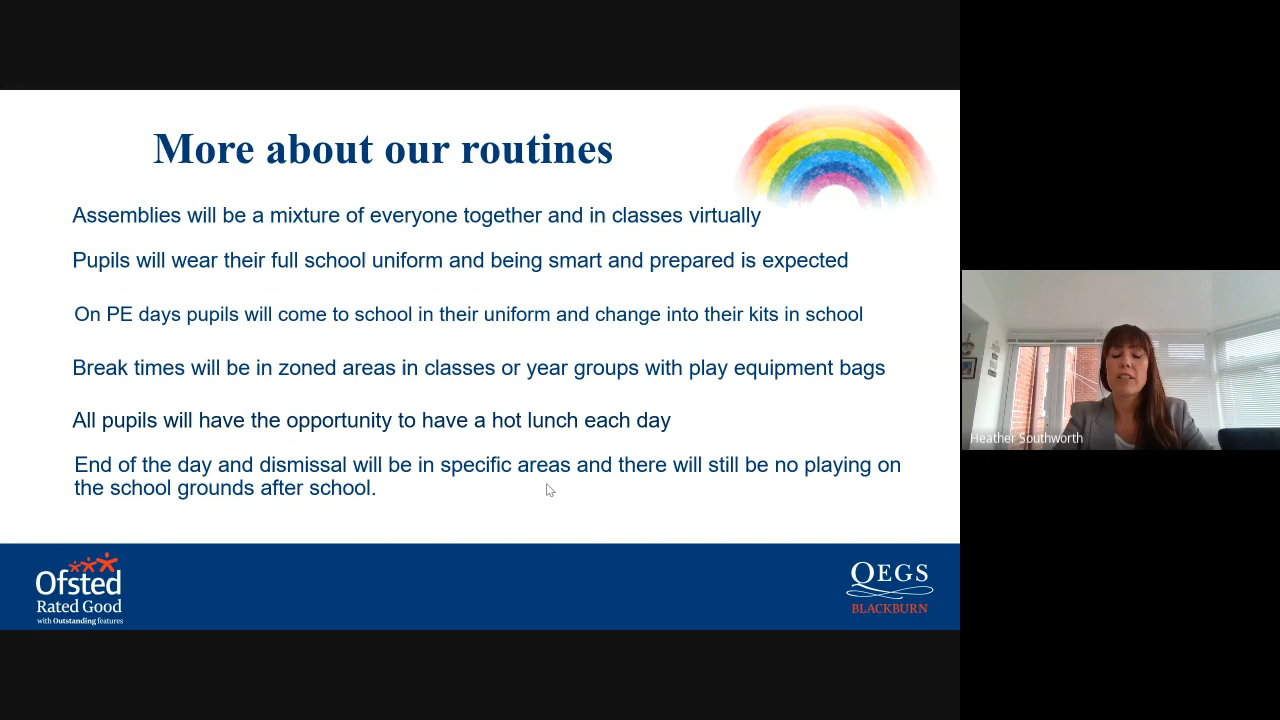 More about our routines
Assemblies will be a mixture of everyone together and in classes virtually
Pupils will wear their full school uniform and being smart and prepared is expected
On PE days pupils will come to school in their uniform and change into their kits in school
Break times will be in zoned areas in classes or year groups with play equipment bags
All pupils will have the opportunity to have a hot lunch each day
End of the day and dismissal will be in specific areas and there will still be no playing on
the school grounds after school.
Heather Southworth
Ofsted
Rated Good
with Outstanding features
QEGS
BLACKBURN